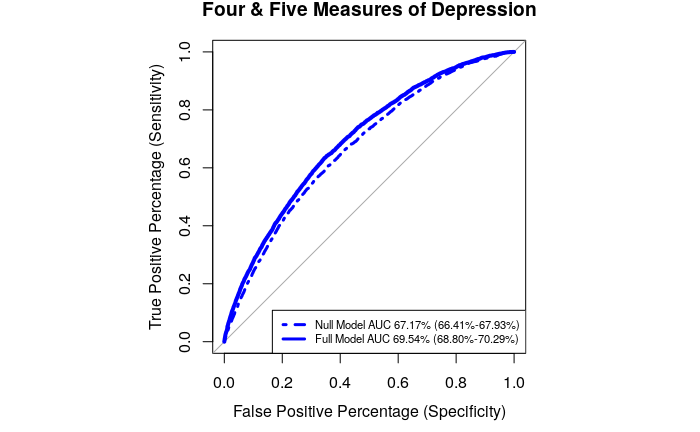 Four & Five Measures of Depression
True Positive Percentage (Sensitivity)
1.0
0.8
0.6
0.4
0.2
0.0
Null Model AUC 67.17% (66.41%-67.93%)
Full Model AUC 69.54% (68.80%-70.29%)
0.0 0.2 0.4 0.6 0.8 1.0
False Positive Percentage (Specificity)